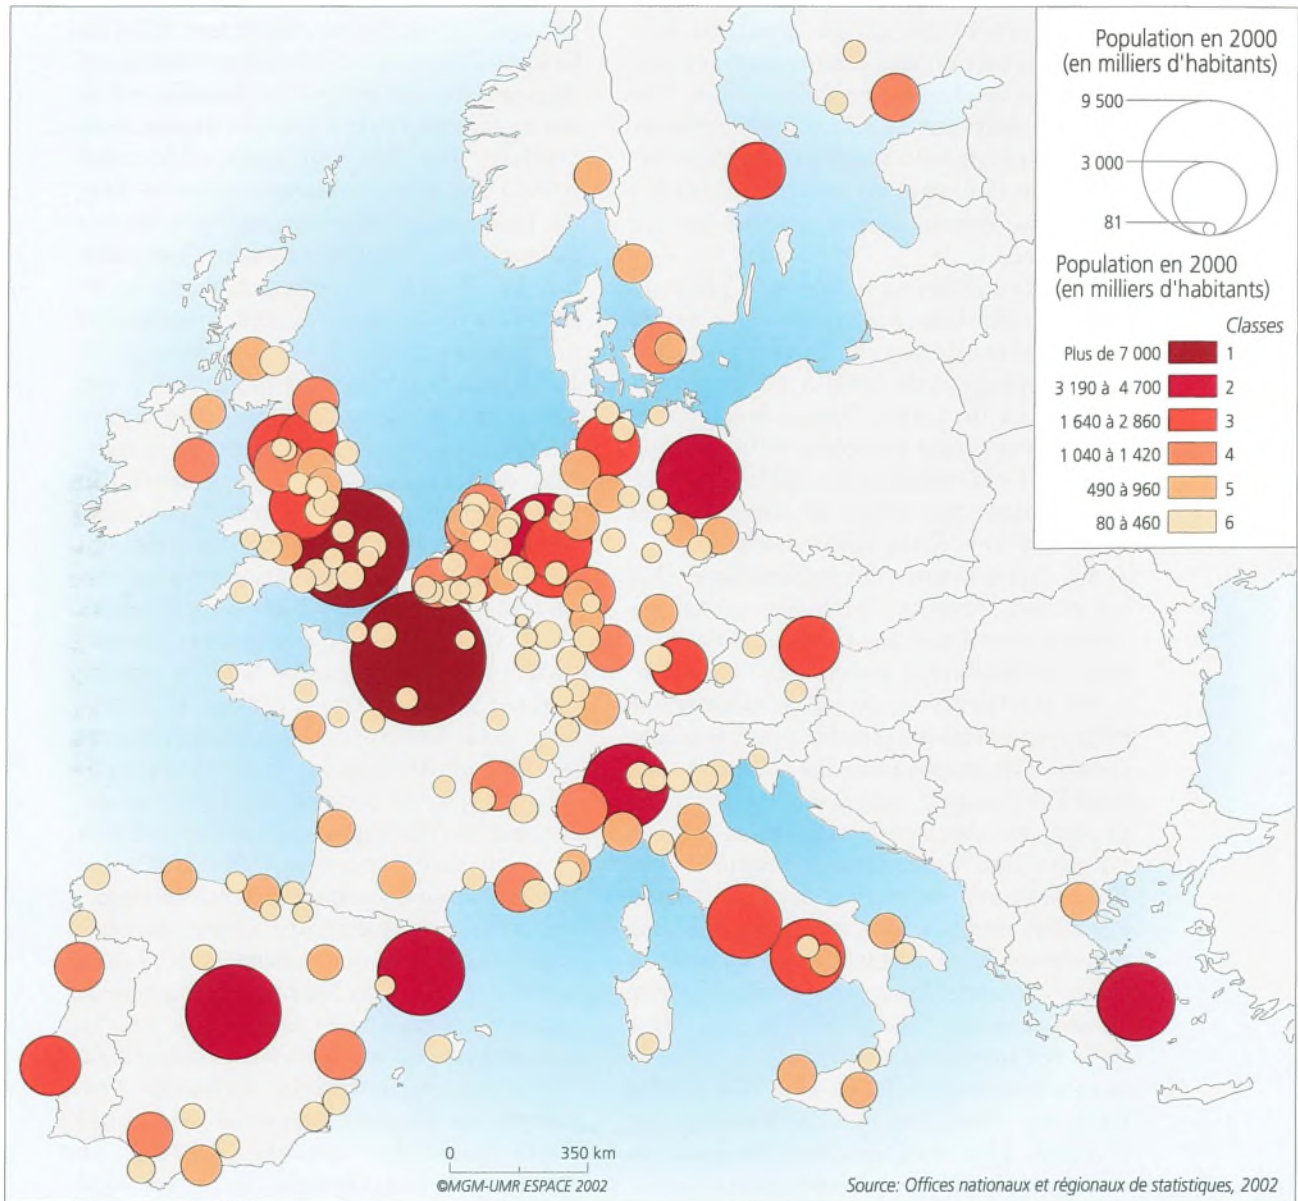 Population en 2000
(en milliers d'habitants)
9 500
3 000
81
Population en 2000
(en milliers d'habitants)
Classes
Plus de 7 000 1
3 190 à 4 700 2
1 640 à 2 860 3
1 040 à 1 420 4
490 à 960 5
80 à 460 6
0 350 km
©MGM-UMR ESPACE 2002
Source: Offices nationaux et régionaux de statistiques, 2002